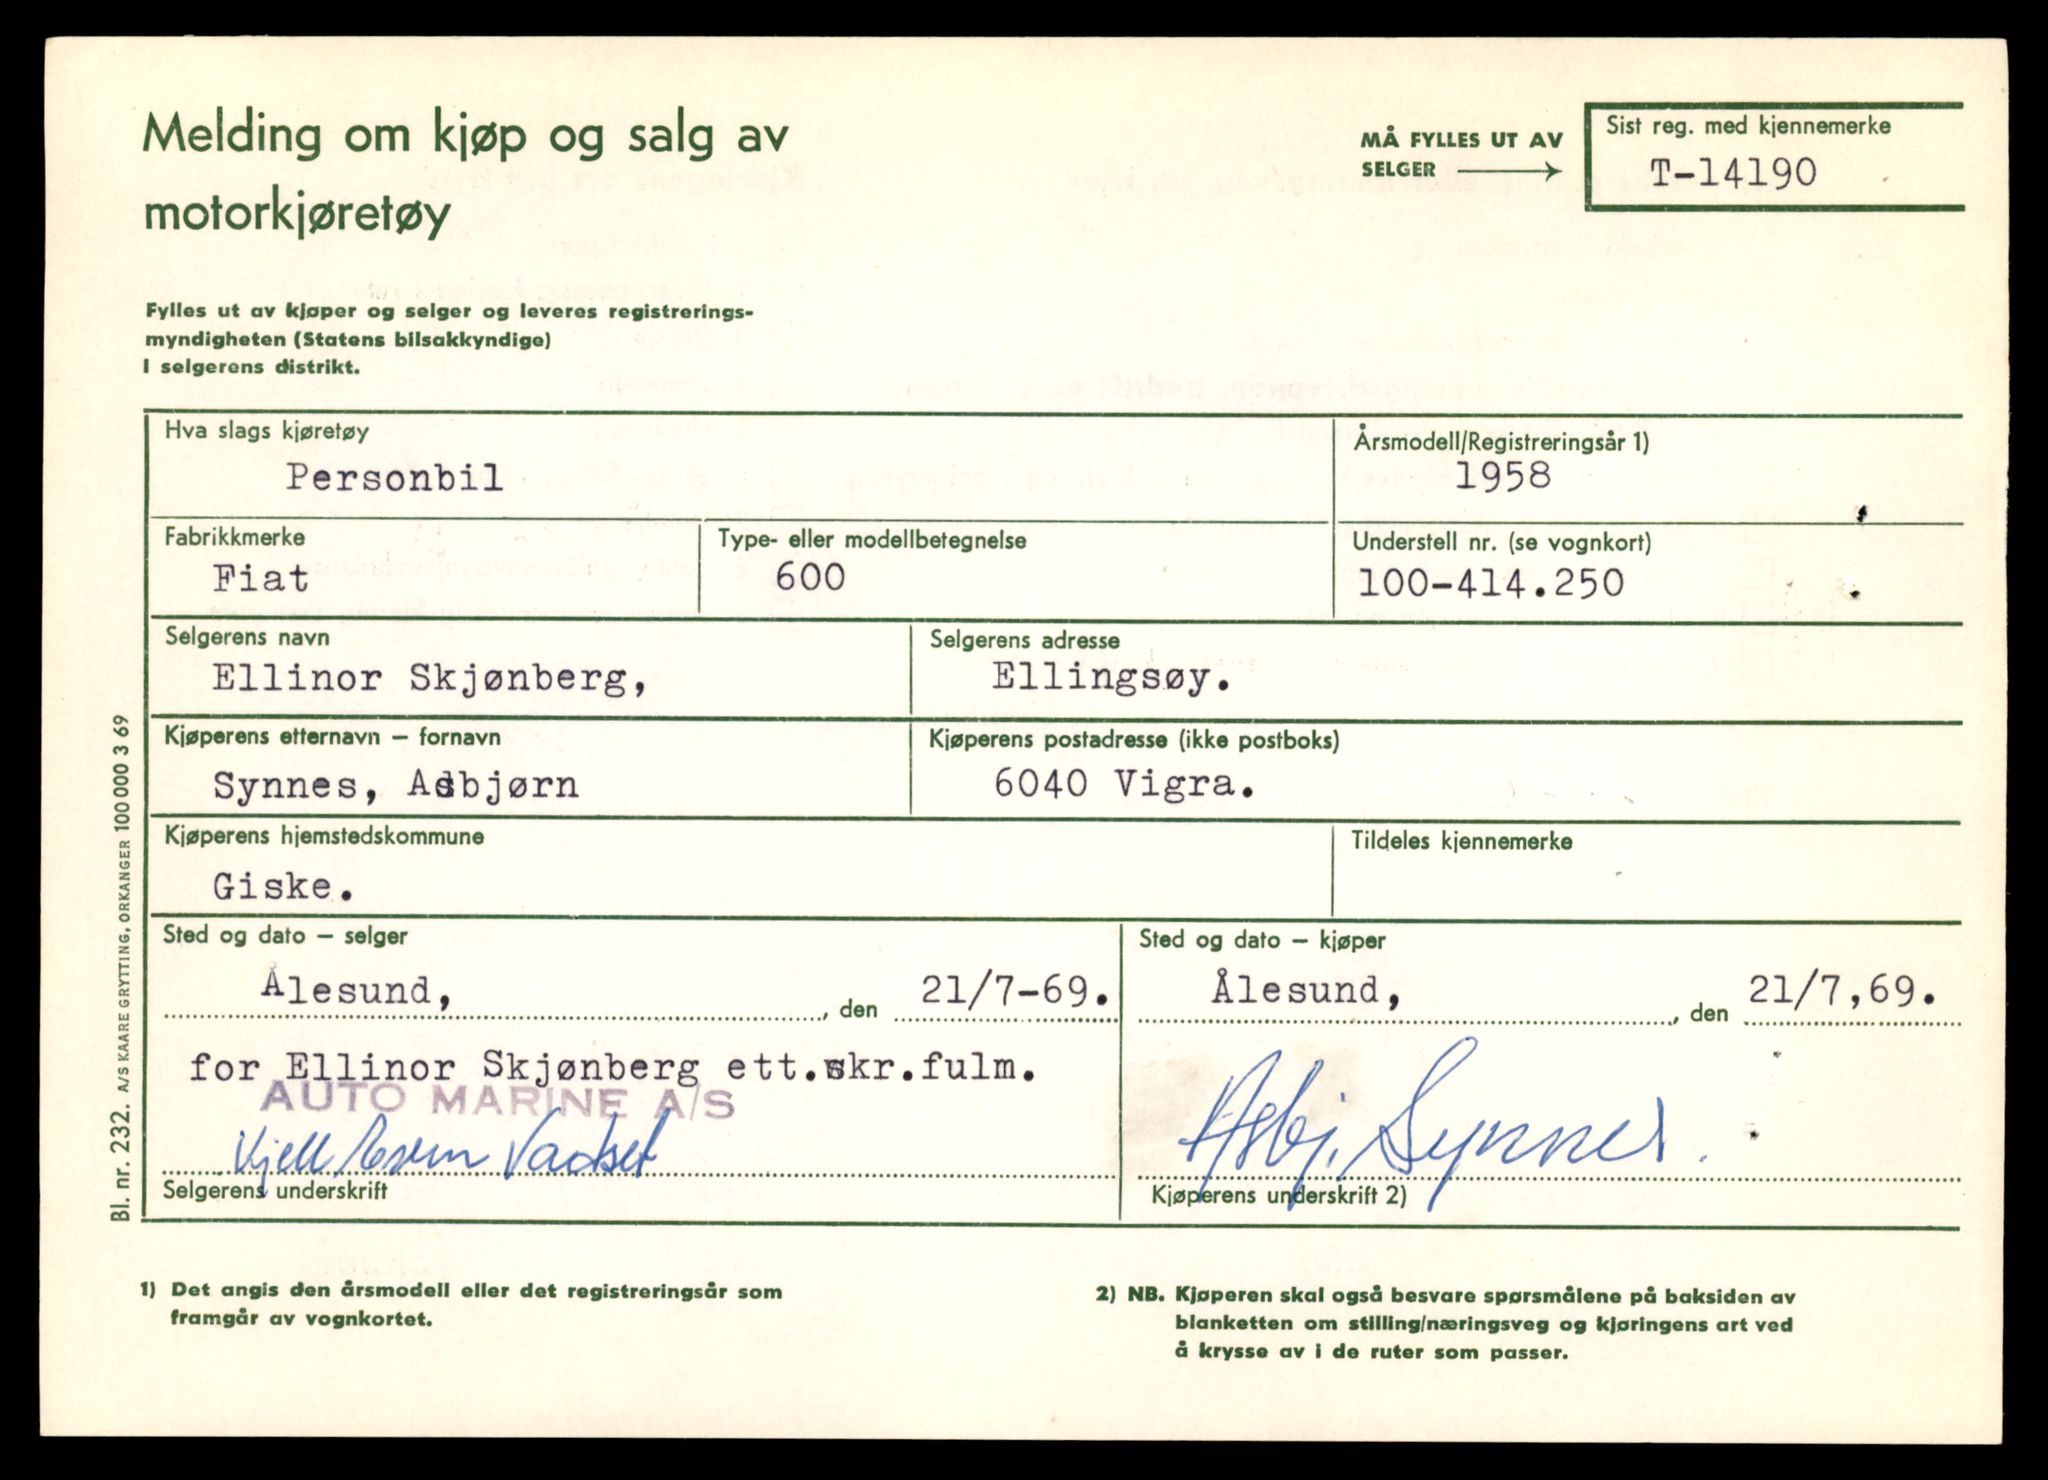 Melding om kjøp og salg av
motorkjøretøy
MÅ FYLLES UT AV
SELGER
Sist reg. med kjennemerke
T-14190
Fylles ut av kjøper og selger og leveres registrerings-
myndigheten (Statens bilsakkyndige)
i selgerens distrikt.
Hva slags kjøretøy
Personbil
Årsmodell/Registreringsår 1)
1958
Fabrikkmerke
Fiat
Type- eller modellbetegnelse
600
Understell nr. (se vognkort)
100-414.250
Selgerens navn
Ellinor Skjønberg,
Selgerens adresse
Ellingsøy.
Kjøperens etternavn – fornavn
Synnes, Asbjørn
Kjøperens postadresse (ikke postboks)
6040 Vigra.
Kjøperens hjemstedskommune
Giske.
Tildeles kjennemerke
Sted og dato – selger
Ålesund, , den 21/7-69.
Sted og dato – kjøper
Ålesund, , den 21/7,69.
for Ellinor Skjønberg ett.skr.fulm.
AUTO MARINE A/S
Kjell Vadset
Selgerens underskrift
Asbj. Synnes.
Kjøperens underskrift 2)
Bl. nr. 232. A/S KAARE GRYTTING, ORKANGER 100 000 3 69
1) Det angis den årsmodell eller det registreringsår som
framgår av vognkortet.
2) NB. Kjøperen skal også besvare spørsmålene på baksiden av
blanketten om stilling/næringsveg og kjøringens art ved
å krysse av i de ruter som passer.